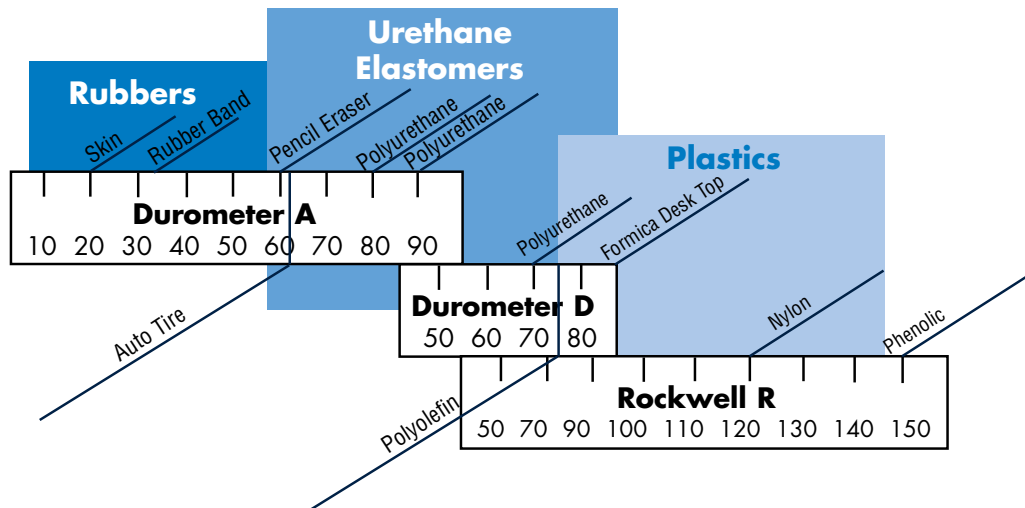 Urethane
Elastomers
Rubbers
Skin
Rubber Band
Pencil Eraser
Polyurethane
Polyurethane
Plastics
Durometer A
10 20 30 40 50 60 70 80 90
Polyurethane
Formica Desk Top
Auto Tire
Durometer D
50 60 70 80
Nylon
Phenolic
Polyolefin
Rockwell R
50 70 90 100 110 120 130 140 150